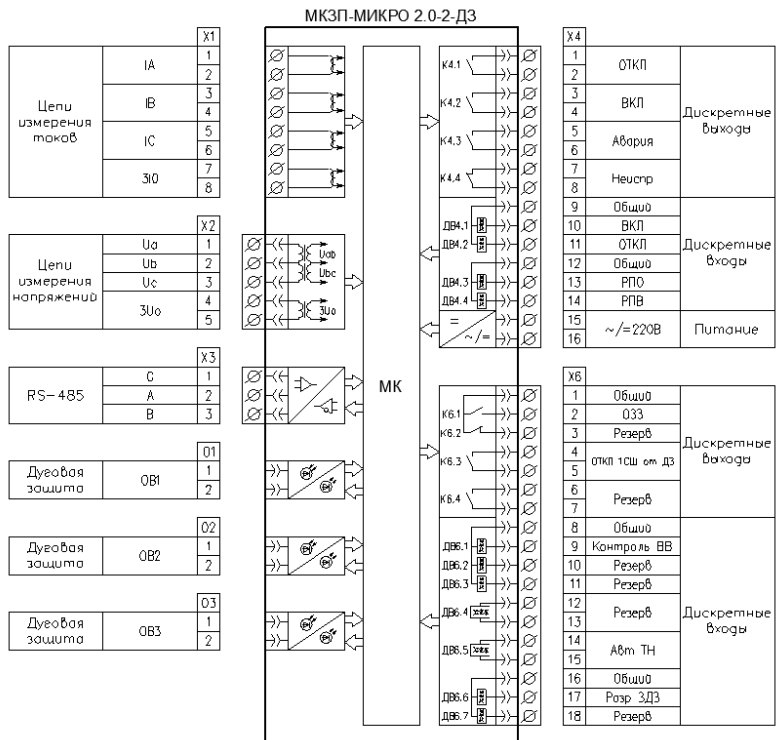 МКЗП-МИКРО 2.0-2-ДЗ
X1
Цепи
измерения
токов
IA
1
2
IB
3
4
IC
5
6
3I0
7
8
X2
Цепи
измерения
напряжений
Ua
1
Ub
2
Uc
3
3Uo
4
5
Uab
Ubc
3Uo
X3
RS-485
C
1
A
2
B
3
O1
Дуговая
защита
OB1
1
2
O2
Дуговая
защита
OB2
1
2
O3
Дуговая
защита
OB3
1
2
МК
K4.1
K4.2
K4.3
K4.4
ДВ4.1
ДВ4.2
ДВ4.3
ДВ4.4
=
~/=
K6.1
K6.2
K6.3
K6.4
ДВ6.1
ДВ6.2
ДВ6.3
ДВ6.4
ДВ6.5
ДВ6.6
ДВ6.7
X4
1
2
ОТКЛ
3
4
ВКЛ
5
6
Авария
7
8
Неиспр
Дискретные
выходы
9 Общий
10 ВКЛ
11 ОТКЛ
12 Общий
13 РПО
14 РПВ
Дискретные
входы
15
16
~/=220В
Питание
X6
1 Общий
2 ОЗЗ
3 Резерв
4
5
ОТКЛ 1СШ от ДЗ
6
7
Резерв
Дискретные
выходы
8 Общий
9 Контроль ВВ
10 Резерв
11 Резерв
12
13
Резерв
14
15
Авт ТН
16 Общий
17 Разр ЗДЗ
18 Резерв
Дискретные
входы